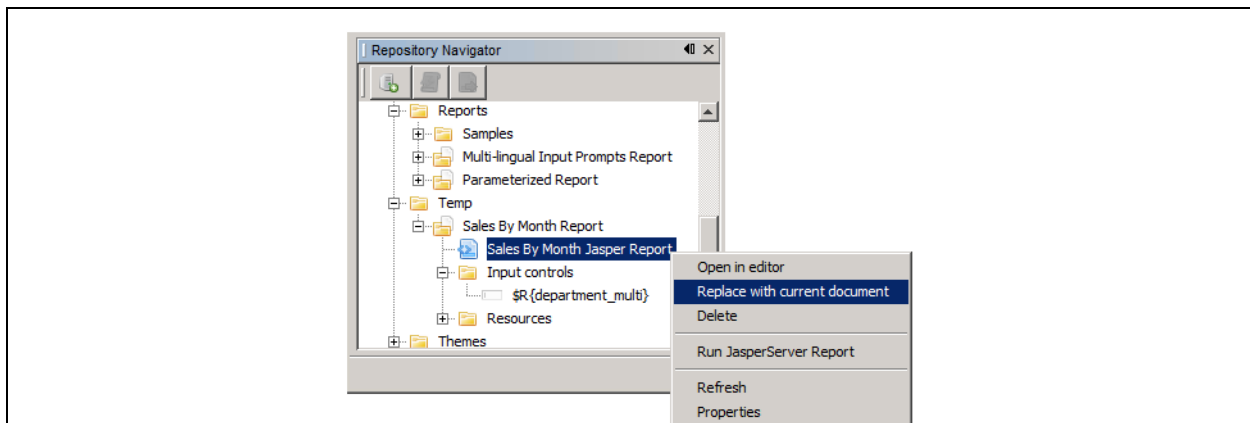 Repository Navigator
Reports
Samples
Multi-lingual Input Prompts Report
Parameterized Report
Temp
Sales By Month Report
Sales By Month Jasper Report
Input controls
$R{department_multi}
Resources
Themes
Open in editor
Replace with current document
Delete
Run JasperServer Report
Refresh
Properties